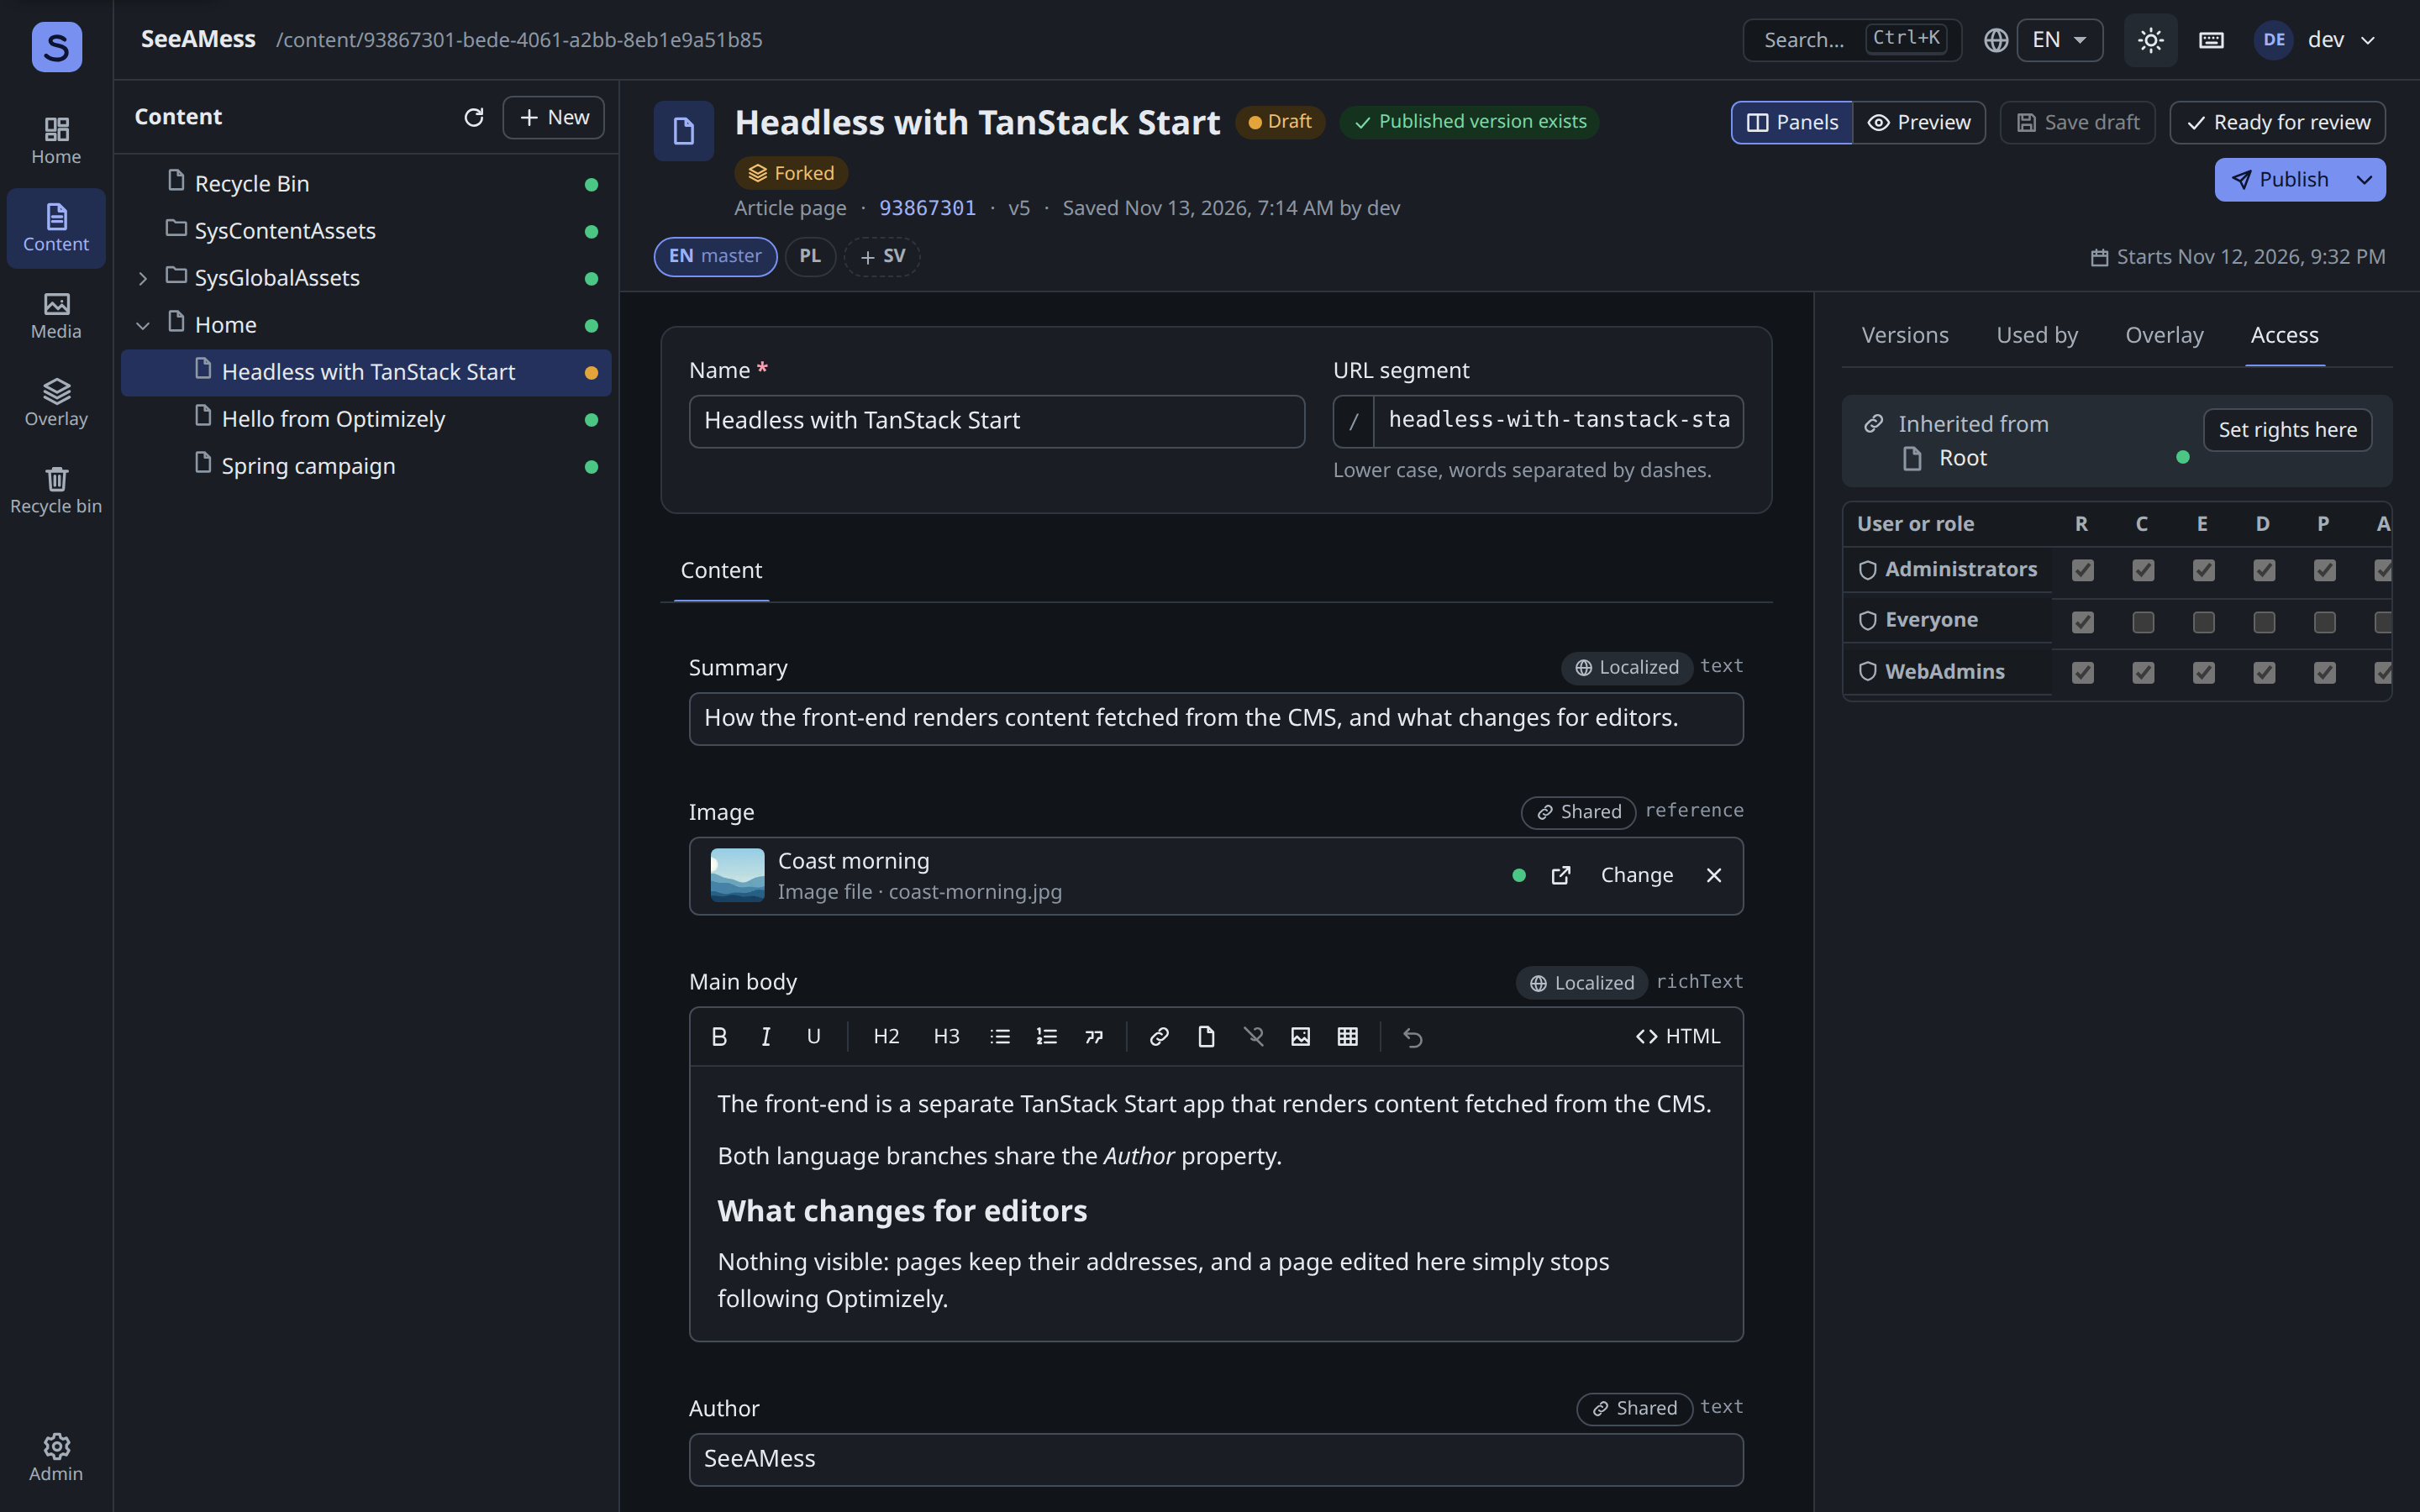 S
SeeAMess /content/93867301-bede-4061-a2bb-8eb1e9a51b85
Search... Ctrl+K
EN
DE dev
Home
Content
Media
Overlay
Recycle bin
Admin
Content
New
Recycle Bin
SysContentAssets
SysGlobalAssets
Home
Headless with TanStack Start
Hello from Optimizely
Spring campaign
Headless with TanStack Start Draft Published version exists
Forked
Article page · 93867301 · v5 · Saved Nov 13, 2026, 7:14 AM by dev
Panels Preview Save draft Ready for review
Publish
EN master PL + SV
Starts Nov 12, 2026, 9:32 PM
Name *
Headless with TanStack Start
URL segment
/ headless-with-tanstack-sta
Lower case, words separated by dashes.
Content
Summary Localized text
How the front-end renders content fetched from the CMS, and what changes for editors.
Image Shared reference
Coast morning
Image file · coast-morning.jpg
Change
Main body Localized richText
B I U H2 H3 HTML
The front-end is a separate TanStack Start app that renders content fetched from the CMS.
Both language branches share the Author property.
What changes for editors
Nothing visible: pages keep their addresses, and a page edited here simply stops
following Optimizely.
Author Shared text
SeeAMess
Versions Used by Overlay Access
Inherited from
Root
Set rights here
User or role R C E D P A
Administrators
Everyone
WebAdmins